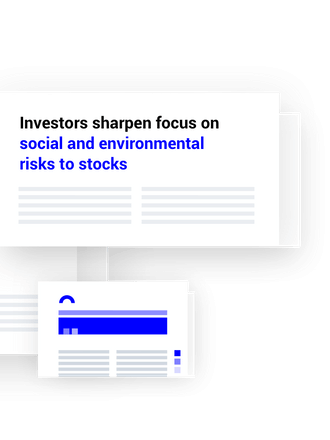 Investors sharpen focus on
social and environmental
risks to stocks